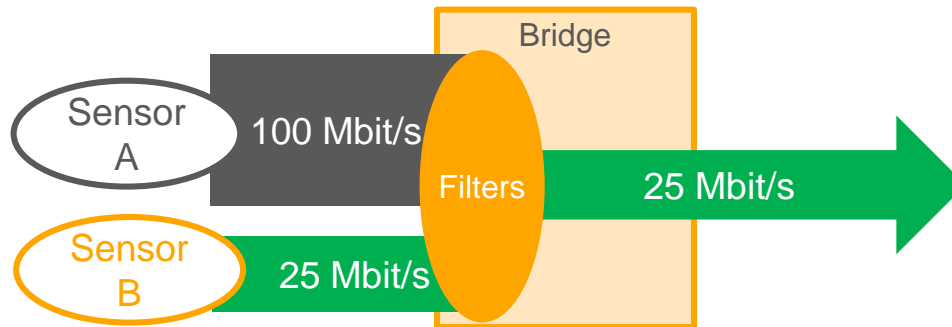 Bridge
Sensor
A
100 Mbit/s
Filters
25 Mbit/s
Sensor
B
25 Mbit/s